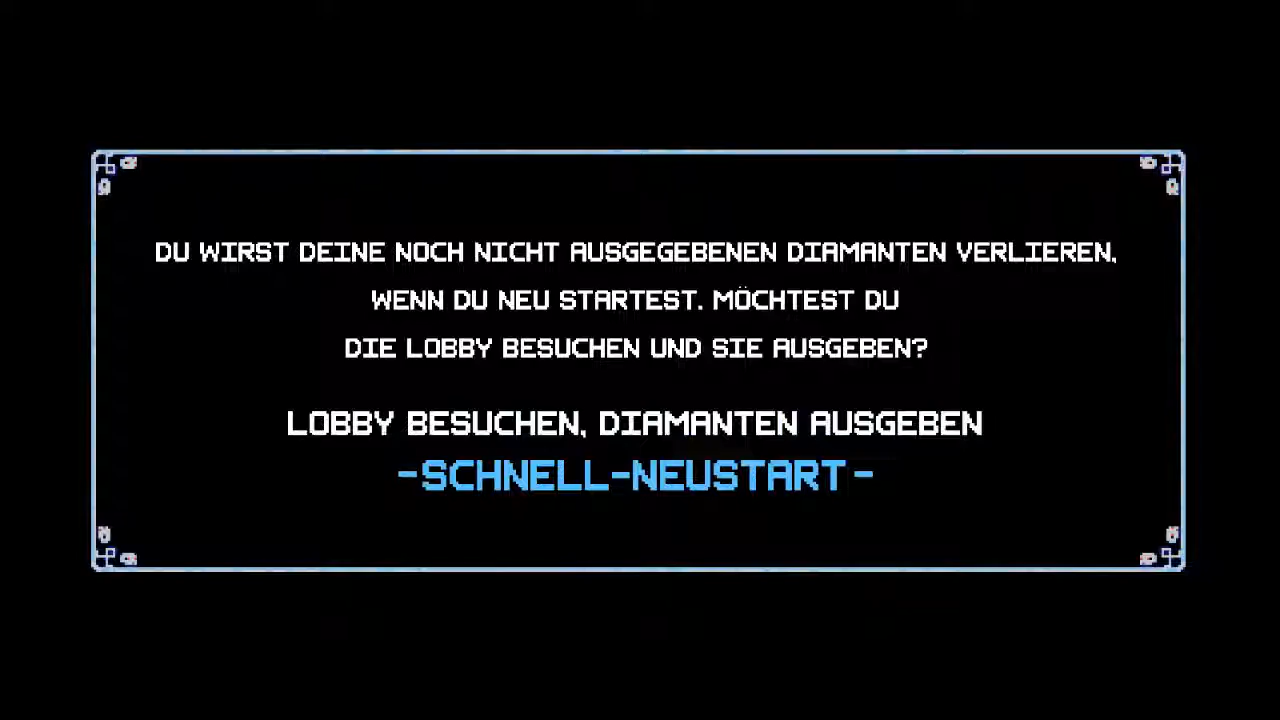 DU WIRST DEINE NOCH NICHT AUSGEGEBENEN DIAMANTEN VERLIEREN,
WENN DU NEU STARTEST. MÖCHTEST DU
DIE LOBBY BESUCHEN UND SIE AUSGEBEN?
LOBBY BESUCHEN, DIAMANTEN AUSGEBEN
-SCHNELL-NEUSTART-